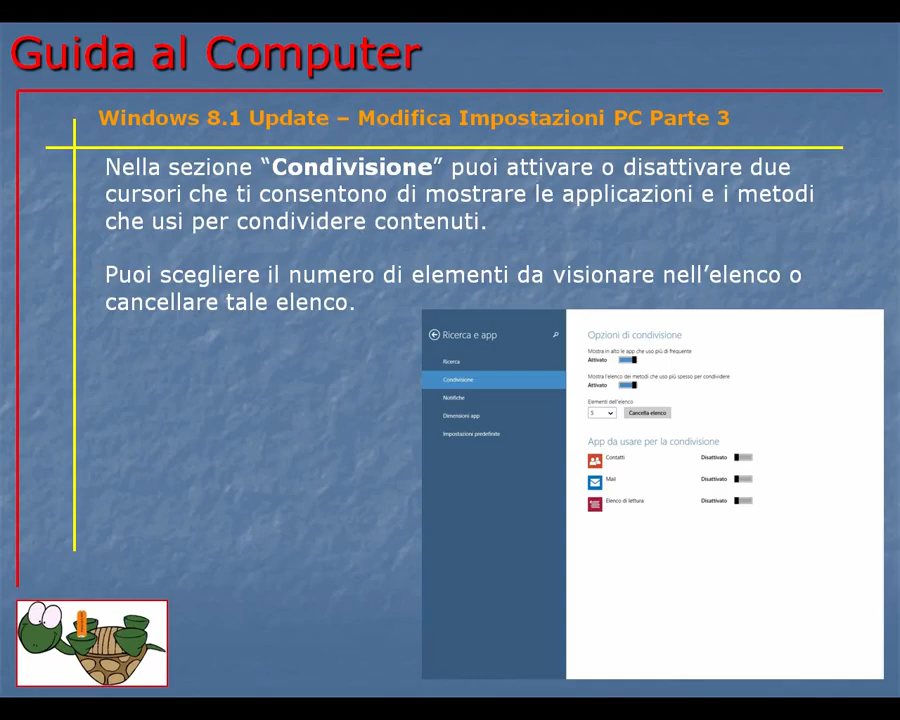 Guida al Computer
Windows 8.1 Update – Modifica Impostazioni PC Parte 3
Nella sezione “Condivisione” puoi attivare o disattivare due
cursori che ti consentono di mostrare le applicazioni e i metodi
che usi per condividere contenuti.
Puoi scegliere il numero di elementi da visionare nell’elenco o
cancellare tale elenco.
Ricerca e app
Ricerca
Condivisione
Notifiche
Dimensioni app
Impostazioni predefinite
Opzioni di condivisione
Mostra in alto le app che uso più di frequente
Attivato
Mostra l'elenco dei metodi che uso più spesso per condividere
Attivato
Elementi dell'elenco
5 Cancella elenco
App da usare per la condivisione
Contatti Disattivato
Mail Disattivato
Elenco di lettura Disattivato